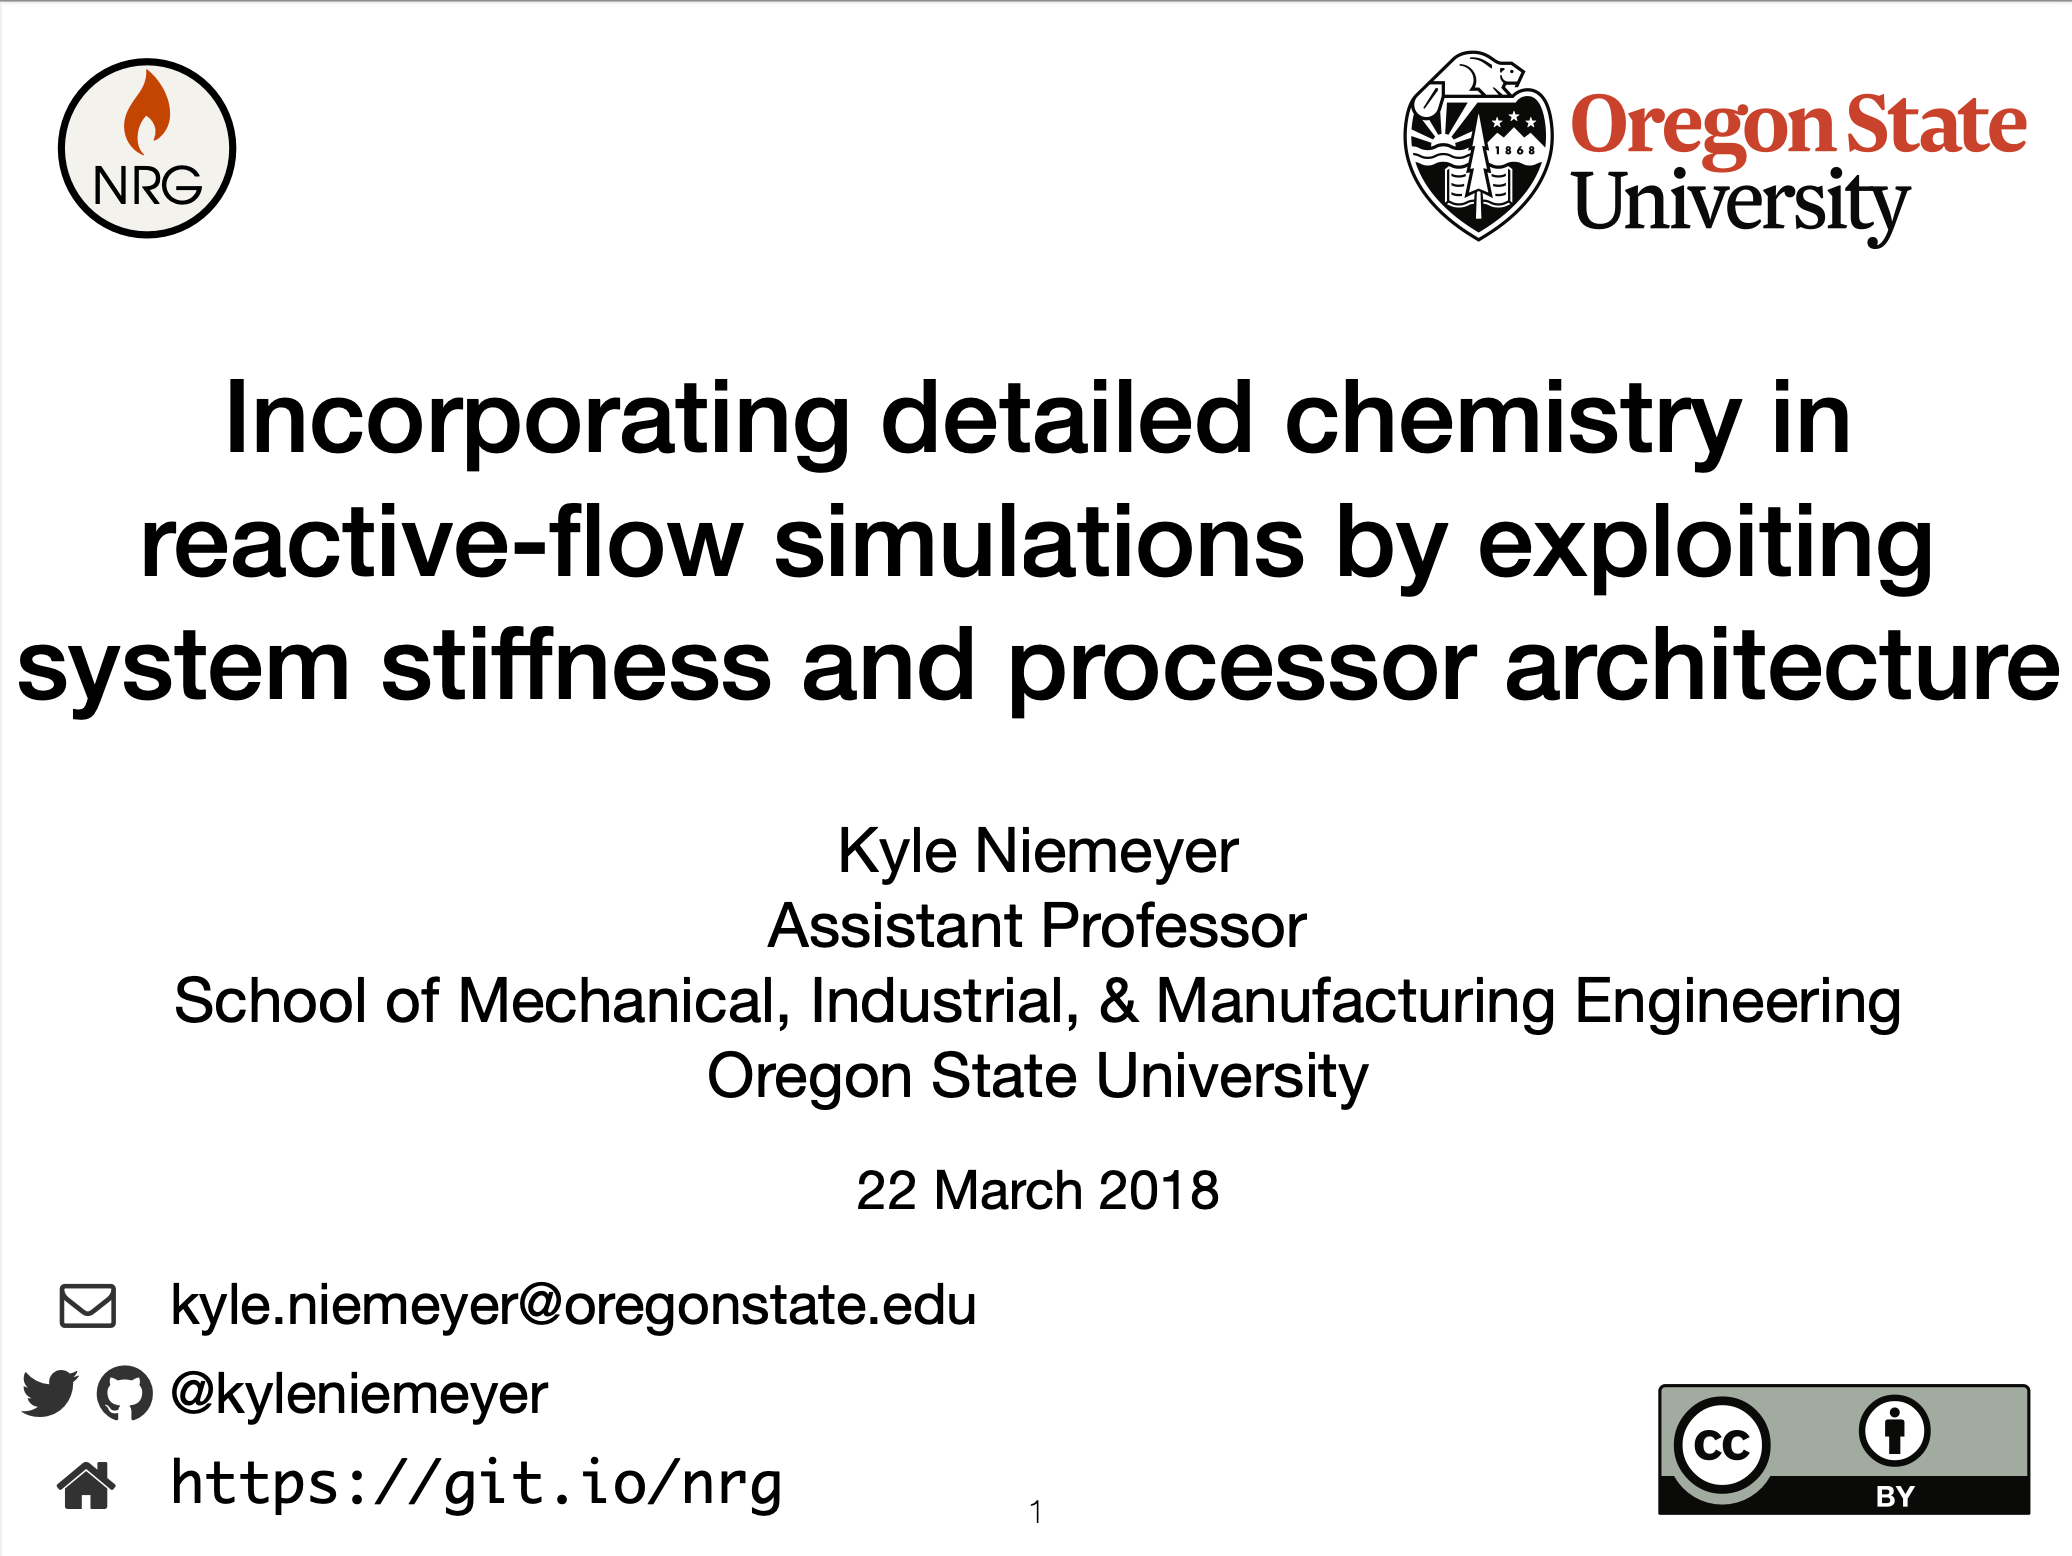 NRG
1868
Oregon State
University
Incorporating detailed chemistry in
reactive-flow simulations by exploiting
system stiffness and processor architecture
Kyle Niemeyer
Assistant Professor
School of Mechanical, Industrial, & Manufacturing Engineering
Oregon State University
22 March 2018
kyle.niemeyer@oregonstate.edu
@kyleniemeyer
https://git.io/nrg
1
cc
BY